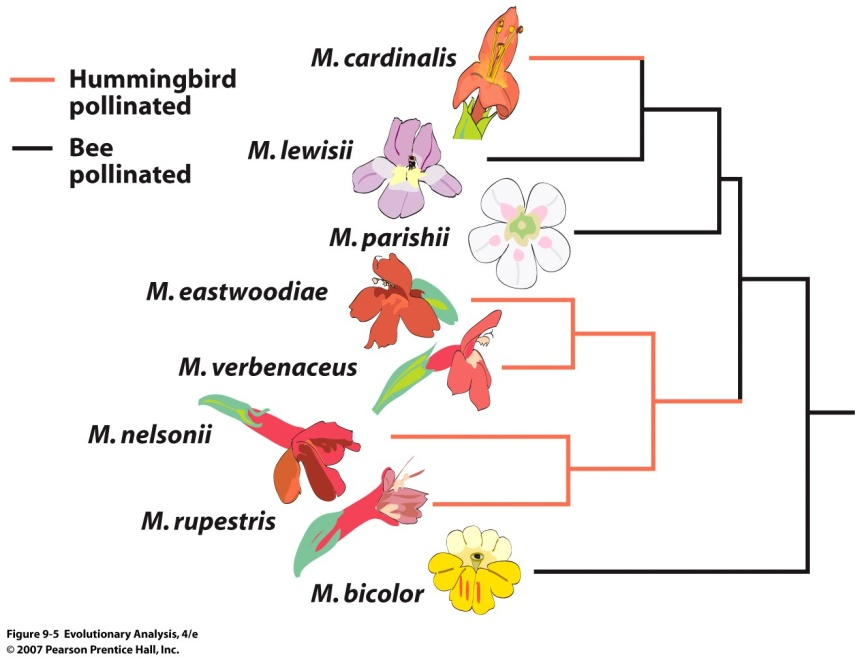 M. cardinalis
Hummingbird
pollinated
Bee
pollinated
M. lewisii
M. parishii
M. eastwoodiae
M. verbenaceus
M. nelsonii
M. rupestris
M. bicolor
Figure 9-5 Evolutionary Analysis, 4/e
© 2007 Pearson Prentice Hall, Inc.